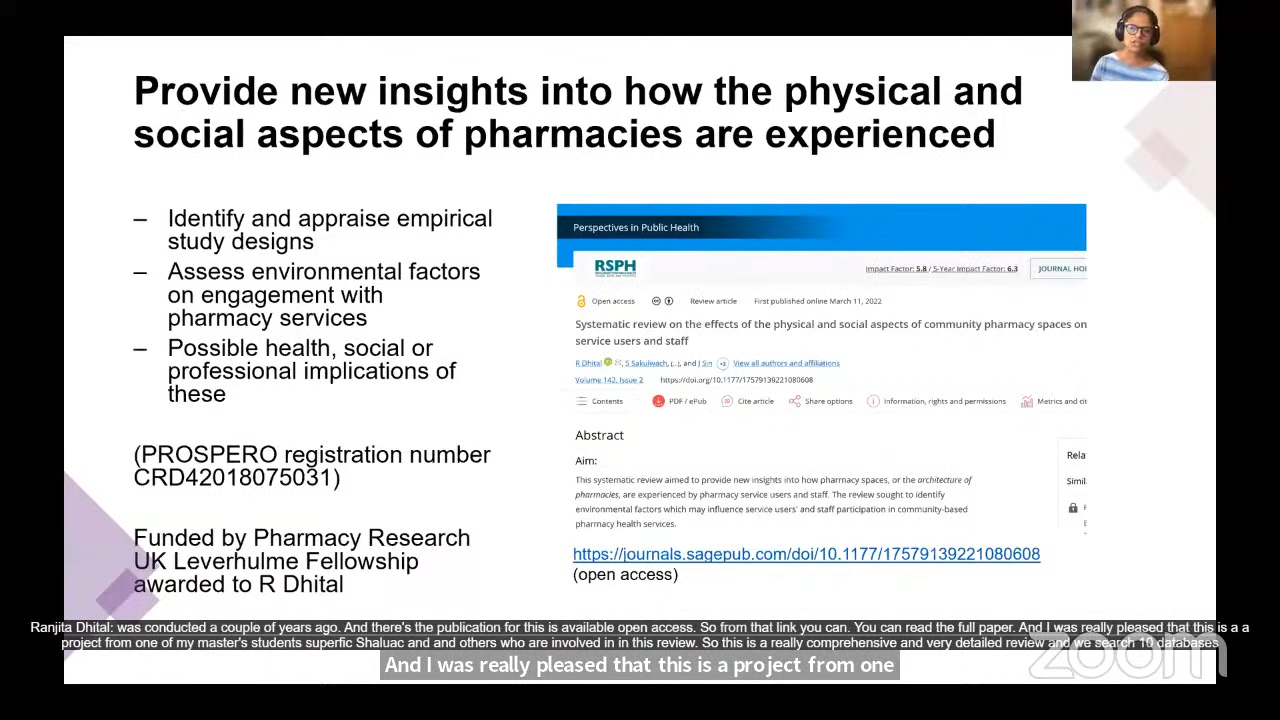 Provide new insights into how the physical and
social aspects of pharmacies are experienced
– Identify and appraise empirical
study designs
– Assess environmental factors
on engagement with
pharmacy services
– Possible health, social or
professional implications of
these
(PROSPERO registration number
CRD42018075031)
Funded by Pharmacy Research
UK Leverhulme Fellowship
awarded to R Dhital
Perspectives in Public Health
RSPH
Impact Factor: 5.8 / 5-Year Impact Factor: 6.3
JOURNAL HO
Open access Review article First published online March 11, 2022
Systematic review on the effects of the physical and social aspects of community pharmacy spaces on
service users and staff
R Dhital, S Sakulwach, (...), and J Sin +2 View all authors and affiliations
Volume 142, Issue 2 https://doi.org/10.1177/17579139221080608
Contents PDF / ePub Cite article Share options Information, rights and permissions Metrics and cit
Abstract
Aim:
This systematic review aimed to provide new insights into how pharmacy spaces, or the architecture of
pharmacies, are experienced by pharmacy service users and staff. The review sought to identify
environmental factors which may influence service users' and staff participation in community-based
pharmacy health services.
Rela
Simil
https://journals.sagepub.com/doi/10.1177/17579139221080608
(open access)
Ranjita Dhital: was conducted a couple of years ago. And there's the publication for this is available open access. So from that link you can. You can read the full paper. And I was really pleased that this is a a
project from one of my master's students superfic Shaluac and and others who are involved in in this review. So this is a really comprehensive and very detailed review and we search 10 databases
And I was really pleased that this is a project from one
zoom